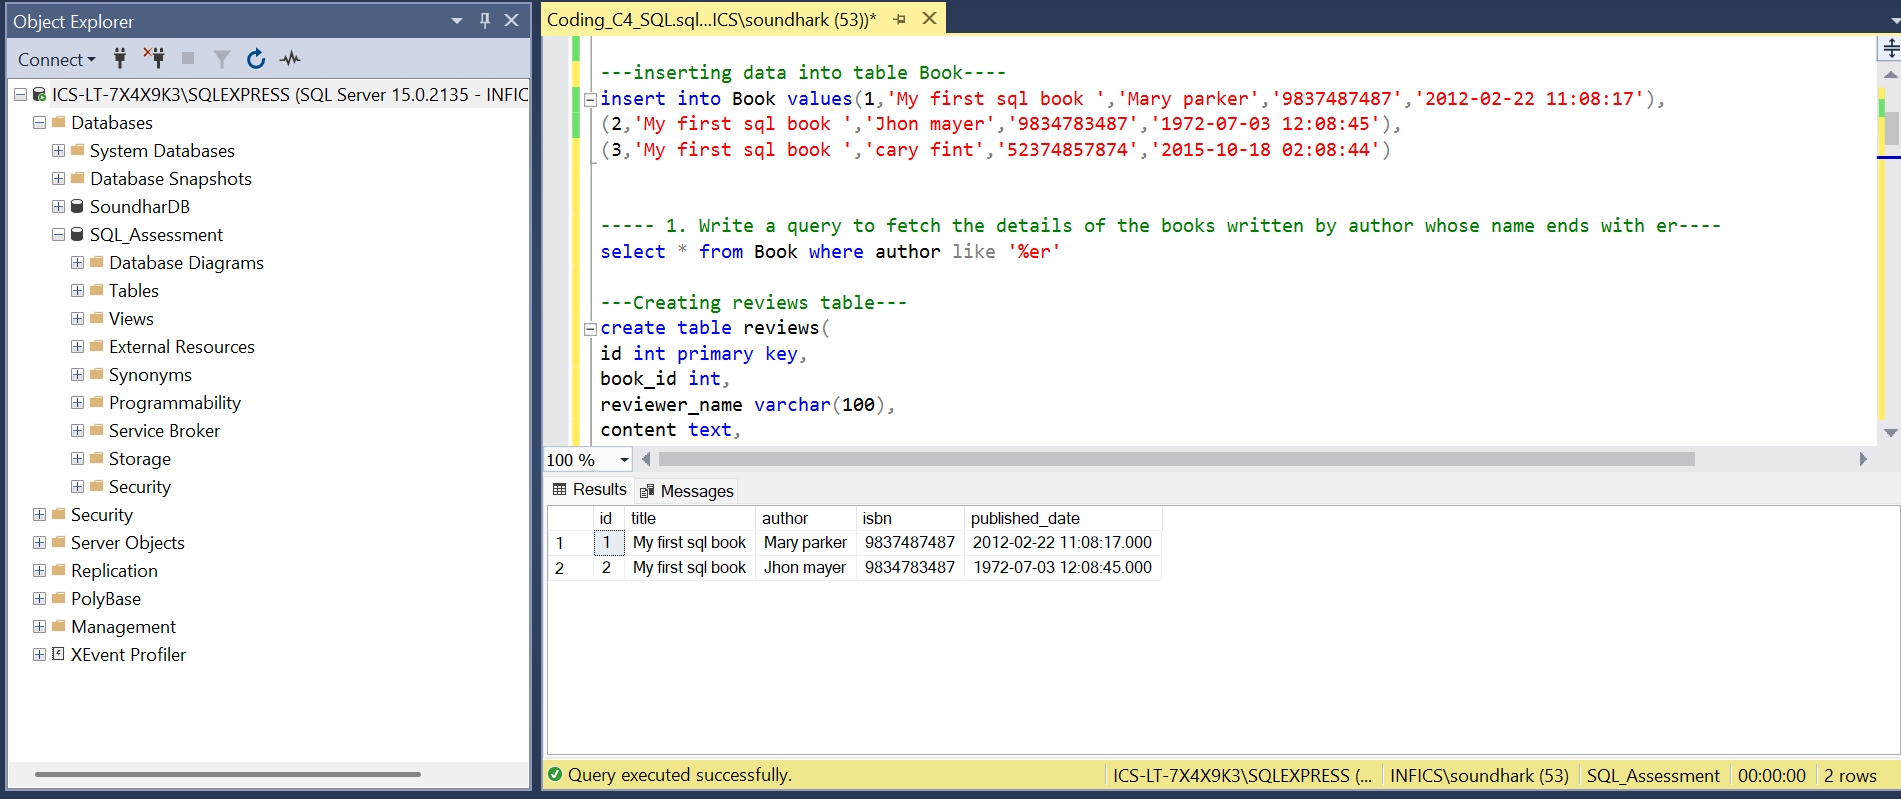 Object Explorer
Connect
ICS-LT-7X4X9K3\SQLEXPRESS (SQL Server 15.0.2135 - INFIC
Databases
System Databases
Database Snapshots
SoundharDB
SQL_Assessment
Database Diagrams
Tables
Views
External Resources
Synonyms
Programmability
Service Broker
Storage
Security
Security
Server Objects
Replication
PolyBase
Management
XEvent Profiler
Coding_C4_SQL.sql...ICS\soundhark (53))*
---inserting data into table Book----
insert into Book values(1,'My first sql book ','Mary parker','9837487487','2012-02-22 11:08:17'),
(2,'My first sql book ','Jhon mayer','9834783487','1972-07-03 12:08:45'),
(3,'My first sql book ','cary fint','52374857874','2015-10-18 02:08:44')
----- 1. Write a query to fetch the details of the books written by author whose name ends with er----
select * from Book where author like '%er'
---Creating reviews table---
create table reviews(
id int primary key,
book_id int,
reviewer_name varchar(100),
content text,
100 %
Results Messages
id title author isbn published_date
1 1 My first sql book Mary parker 9837487487 2012-02-22 11:08:17.000
2 2 My first sql book Jhon mayer 9834783487 1972-07-03 12:08:45.000
Query executed successfully. ICS-LT-7X4X9K3\SQLEXPRESS (... INFICS\soundhark (53) SQL_Assessment 00:00:00 2 rows